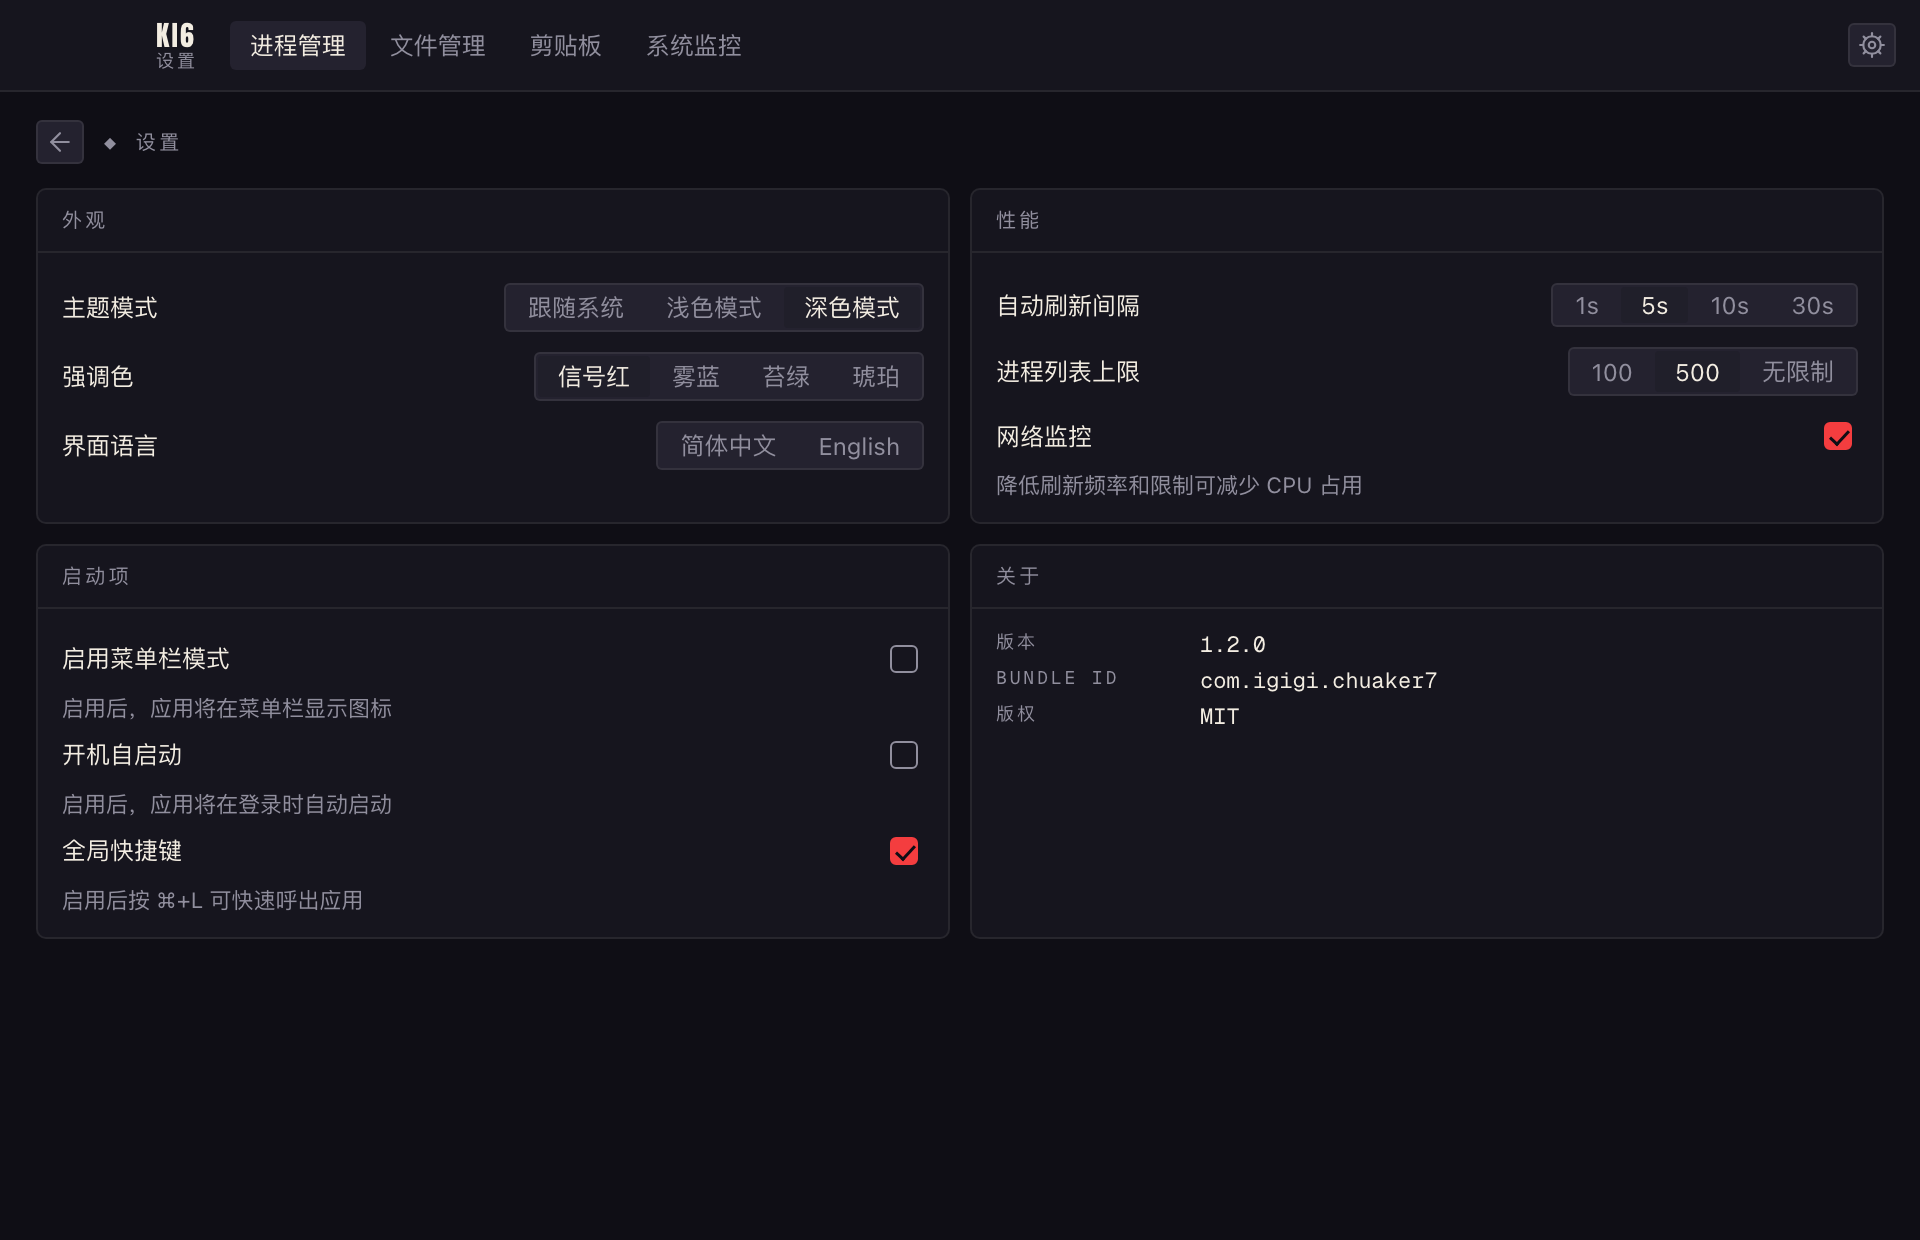 KI6
设置
进程管理 文件管理 剪贴板 系统监控
设置
外观
主题模式 跟随系统 浅色模式 深色模式
强调色 信号红 雾蓝 苔绿 琥珀
界面语言 简体中文 English
性能
自动刷新间隔 1s 5s 10s 30s
进程列表上限 100 500 无限制
网络监控
降低刷新频率和限制可减少 CPU 占用
启动项
启用菜单栏模式
启用后，应用将在菜单栏显示图标
开机自启动
启用后，应用将在登录时自动启动
全局快捷键
启用后按 ⌘+L 可快速呼出应用
关于
版本 1.2.0
BUNDLE ID com.igigi.chuaker7
版权 MIT